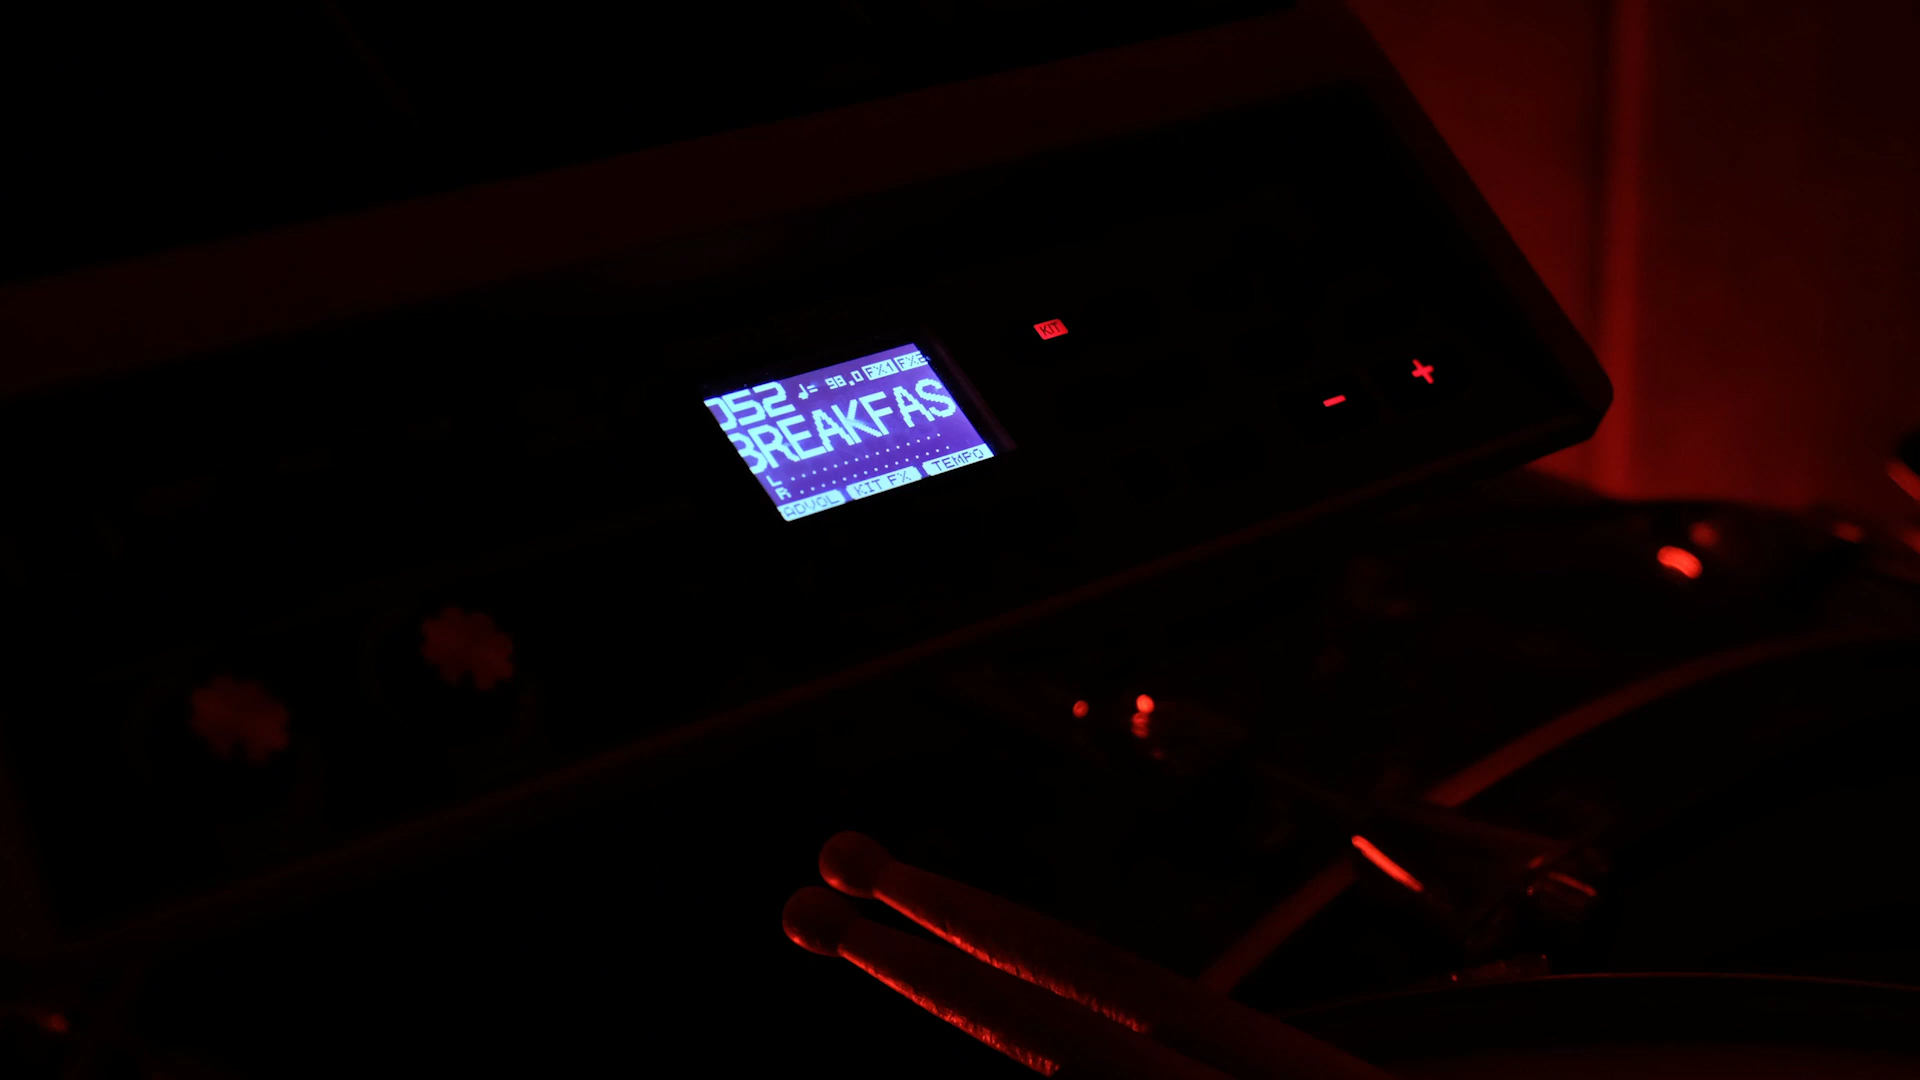 052 ♩= 98.0 FX1 FX2
BREAKFAS
L
R
ADVOL KIT FX TEMPO
KIT
- +